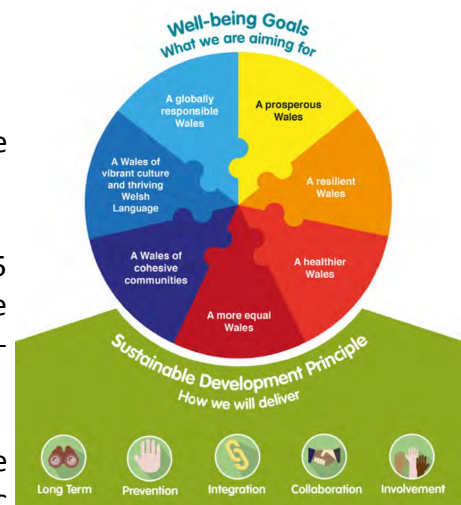 Well-being Goals
What we are aiming for
A globally
responsible
Wales
A prosperous
Wales
A Wales of
vibrant culture
and thriving
Welsh
Language
A resilient
Wales
A Wales of
cohesive
communities
A healthier
Wales
A more equal
Wales
Sustainable Development Principle
How we will deliver
Long Term
Prevention
Integration
Collaboration
Involvement